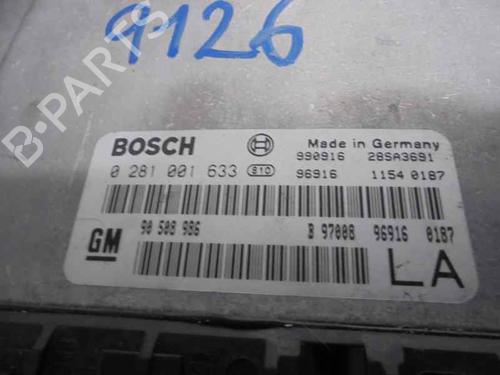 9126
B-PARTS
BOSCH
Made in Germany
0 281 001 633 S10
990916 28SA3691
96916 1154 0187
GM
90 508 986
B 97008 96916 0187
LA